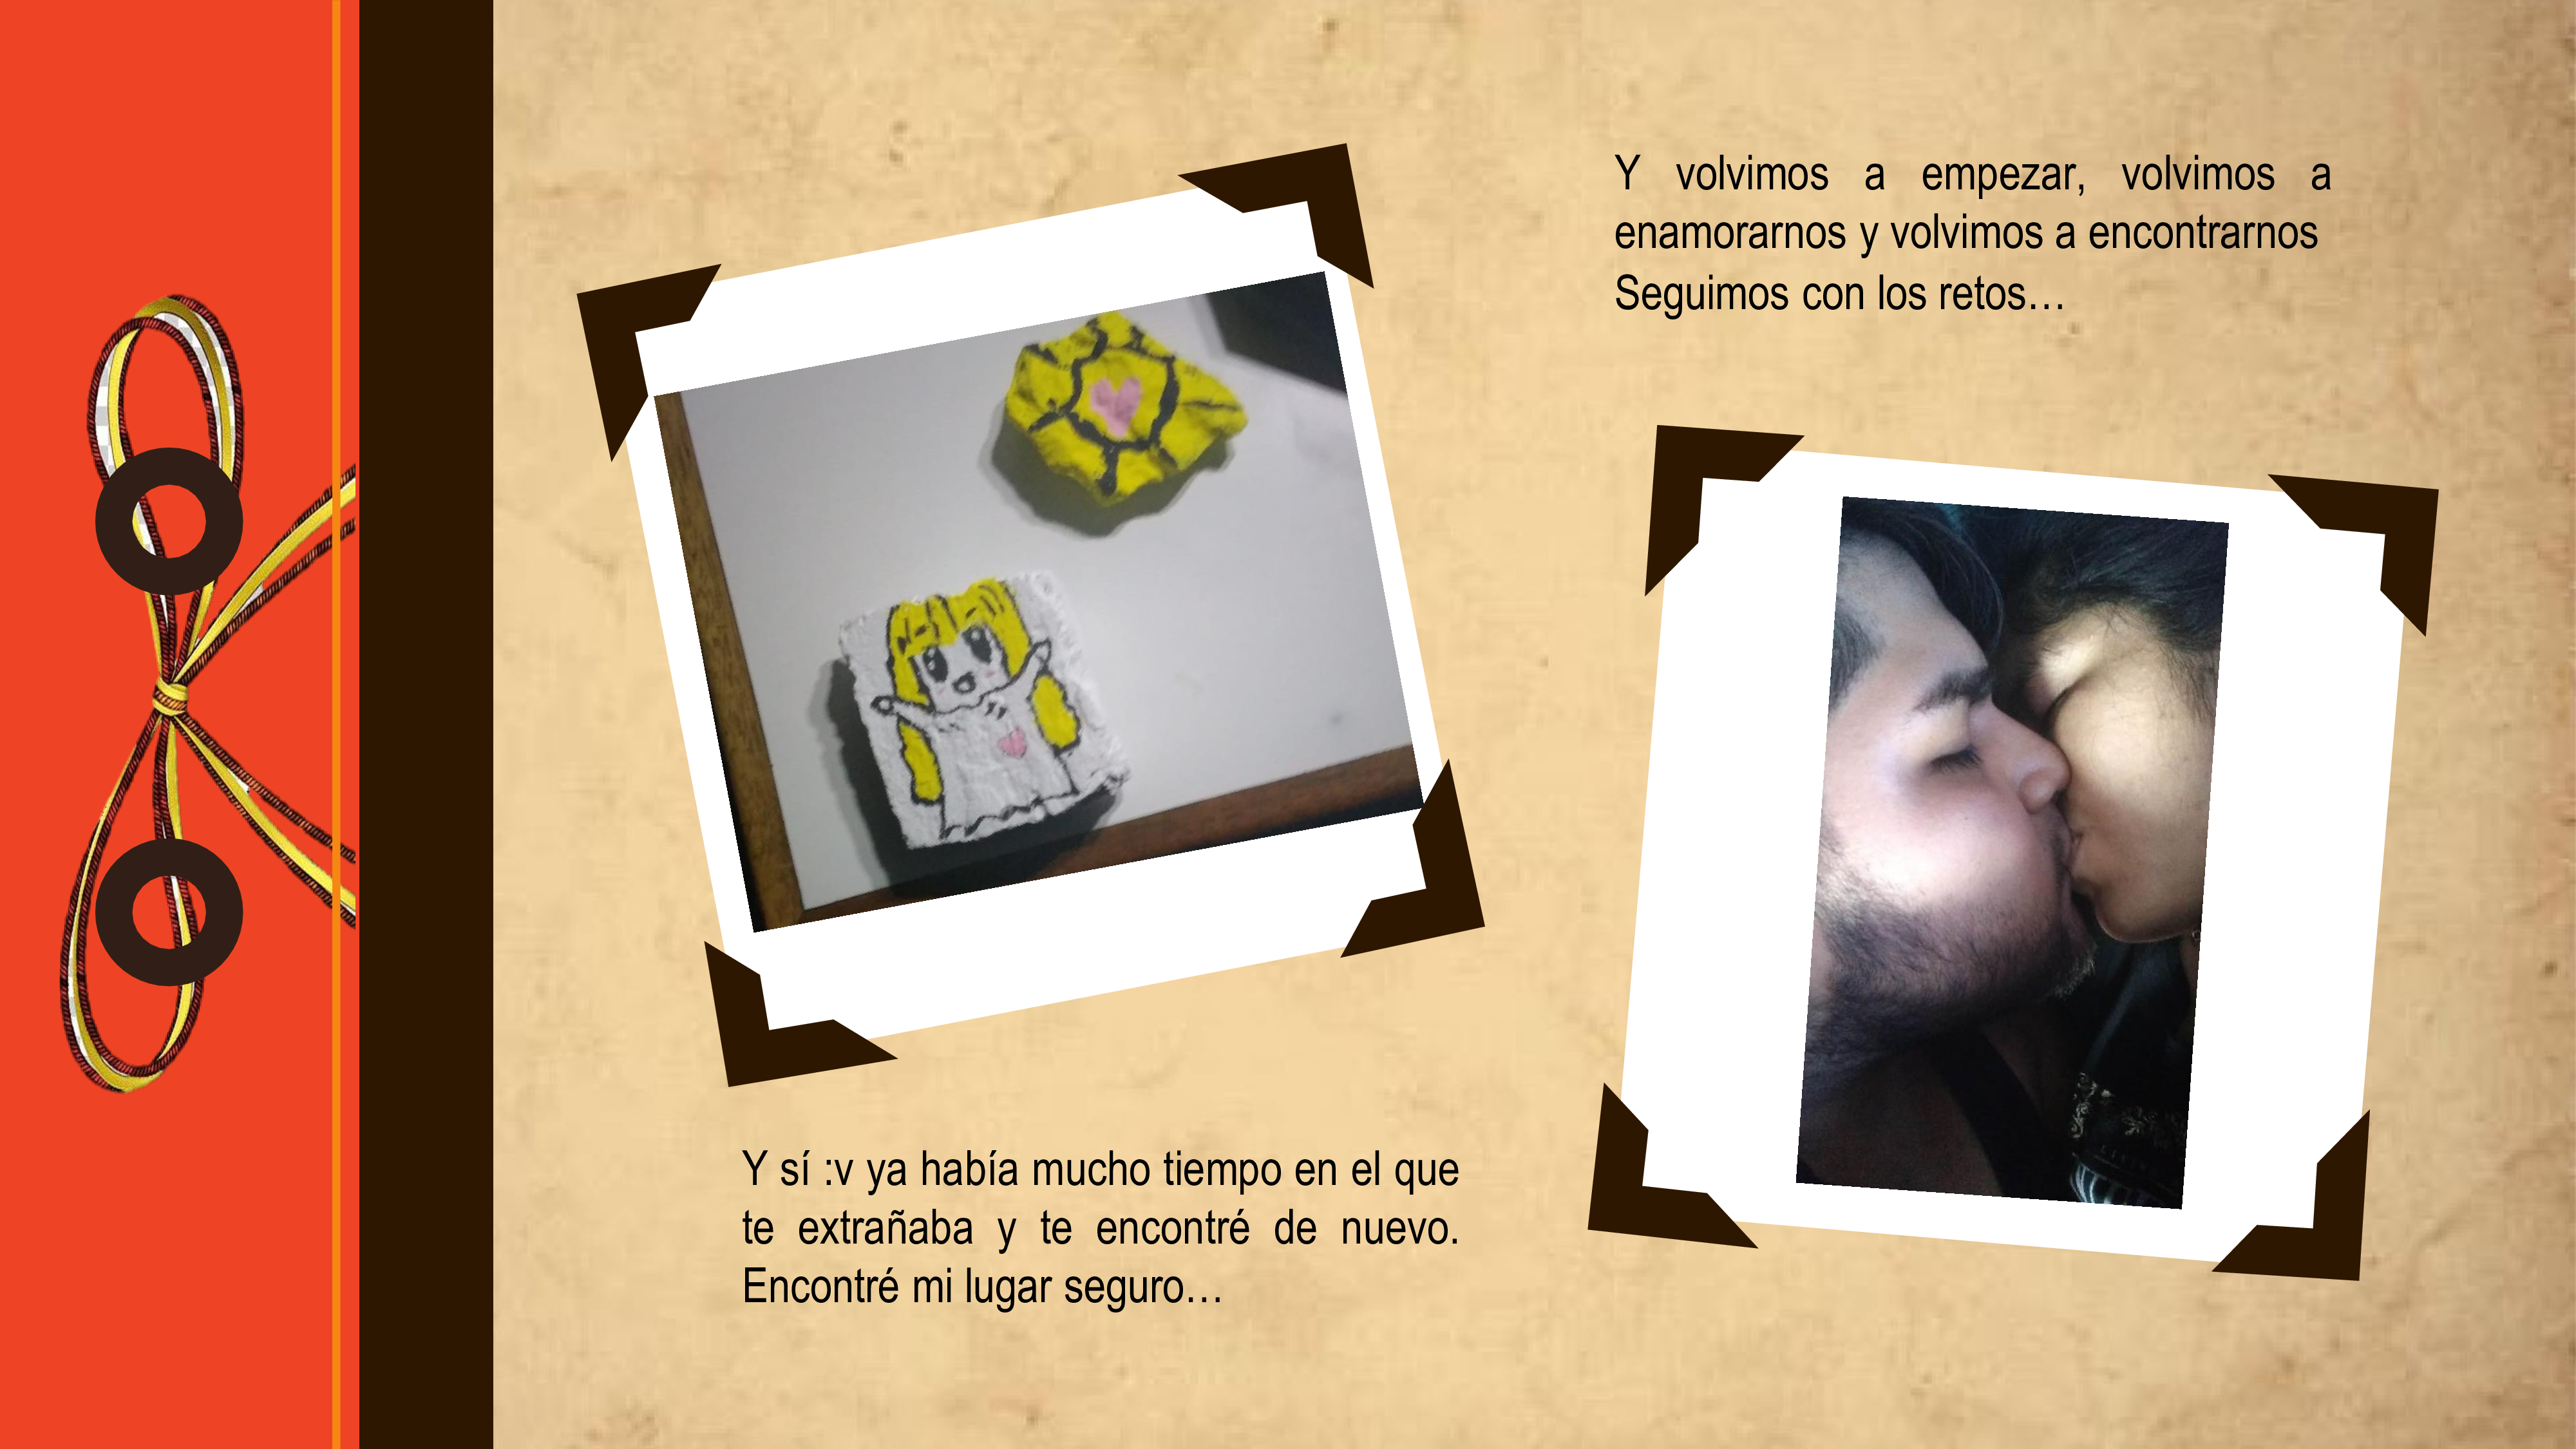 Y volvimos a empezar, volvimos a
enamorarnos y volvimos a encontrarnos
Seguimos con los retos…
Y sí :v ya había mucho tiempo en el que
te extrañaba y te encontré de nuevo.
Encontré mi lugar seguro…